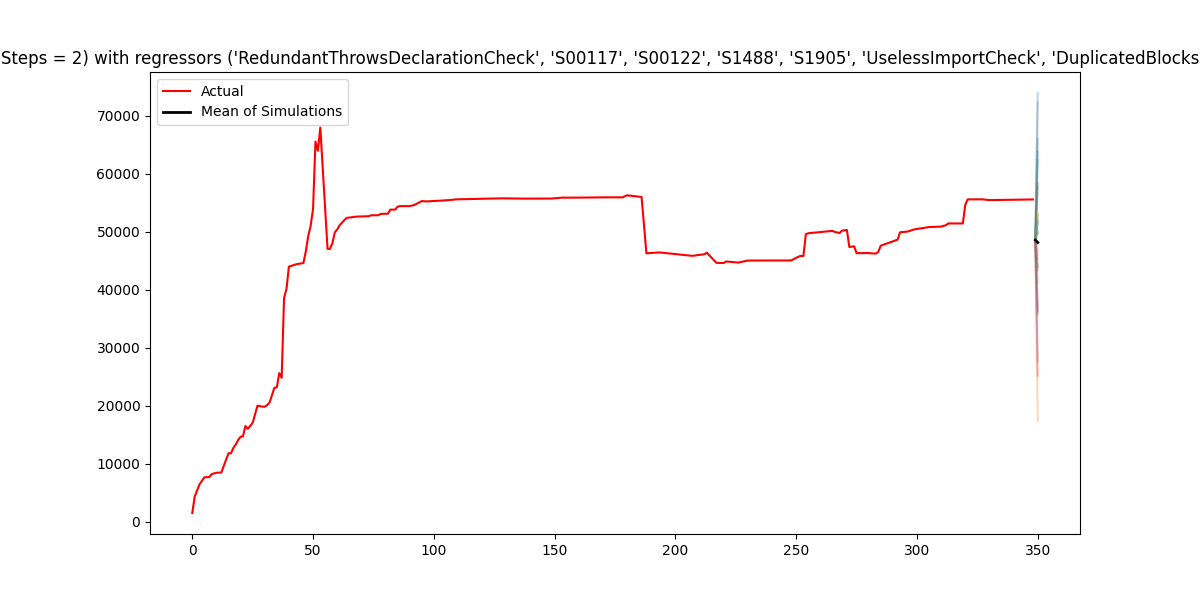 Steps = 2) with regressors ('RedundantThrowsDeclarationCheck', 'S00117', 'S00122', 'S1488', 'S1905', 'UselessImportCheck', 'DuplicatedBlocks
Actual
Mean of Simulations
70000
60000
50000
40000
30000
20000
10000
0
0 50 100 150 200 250 300 350